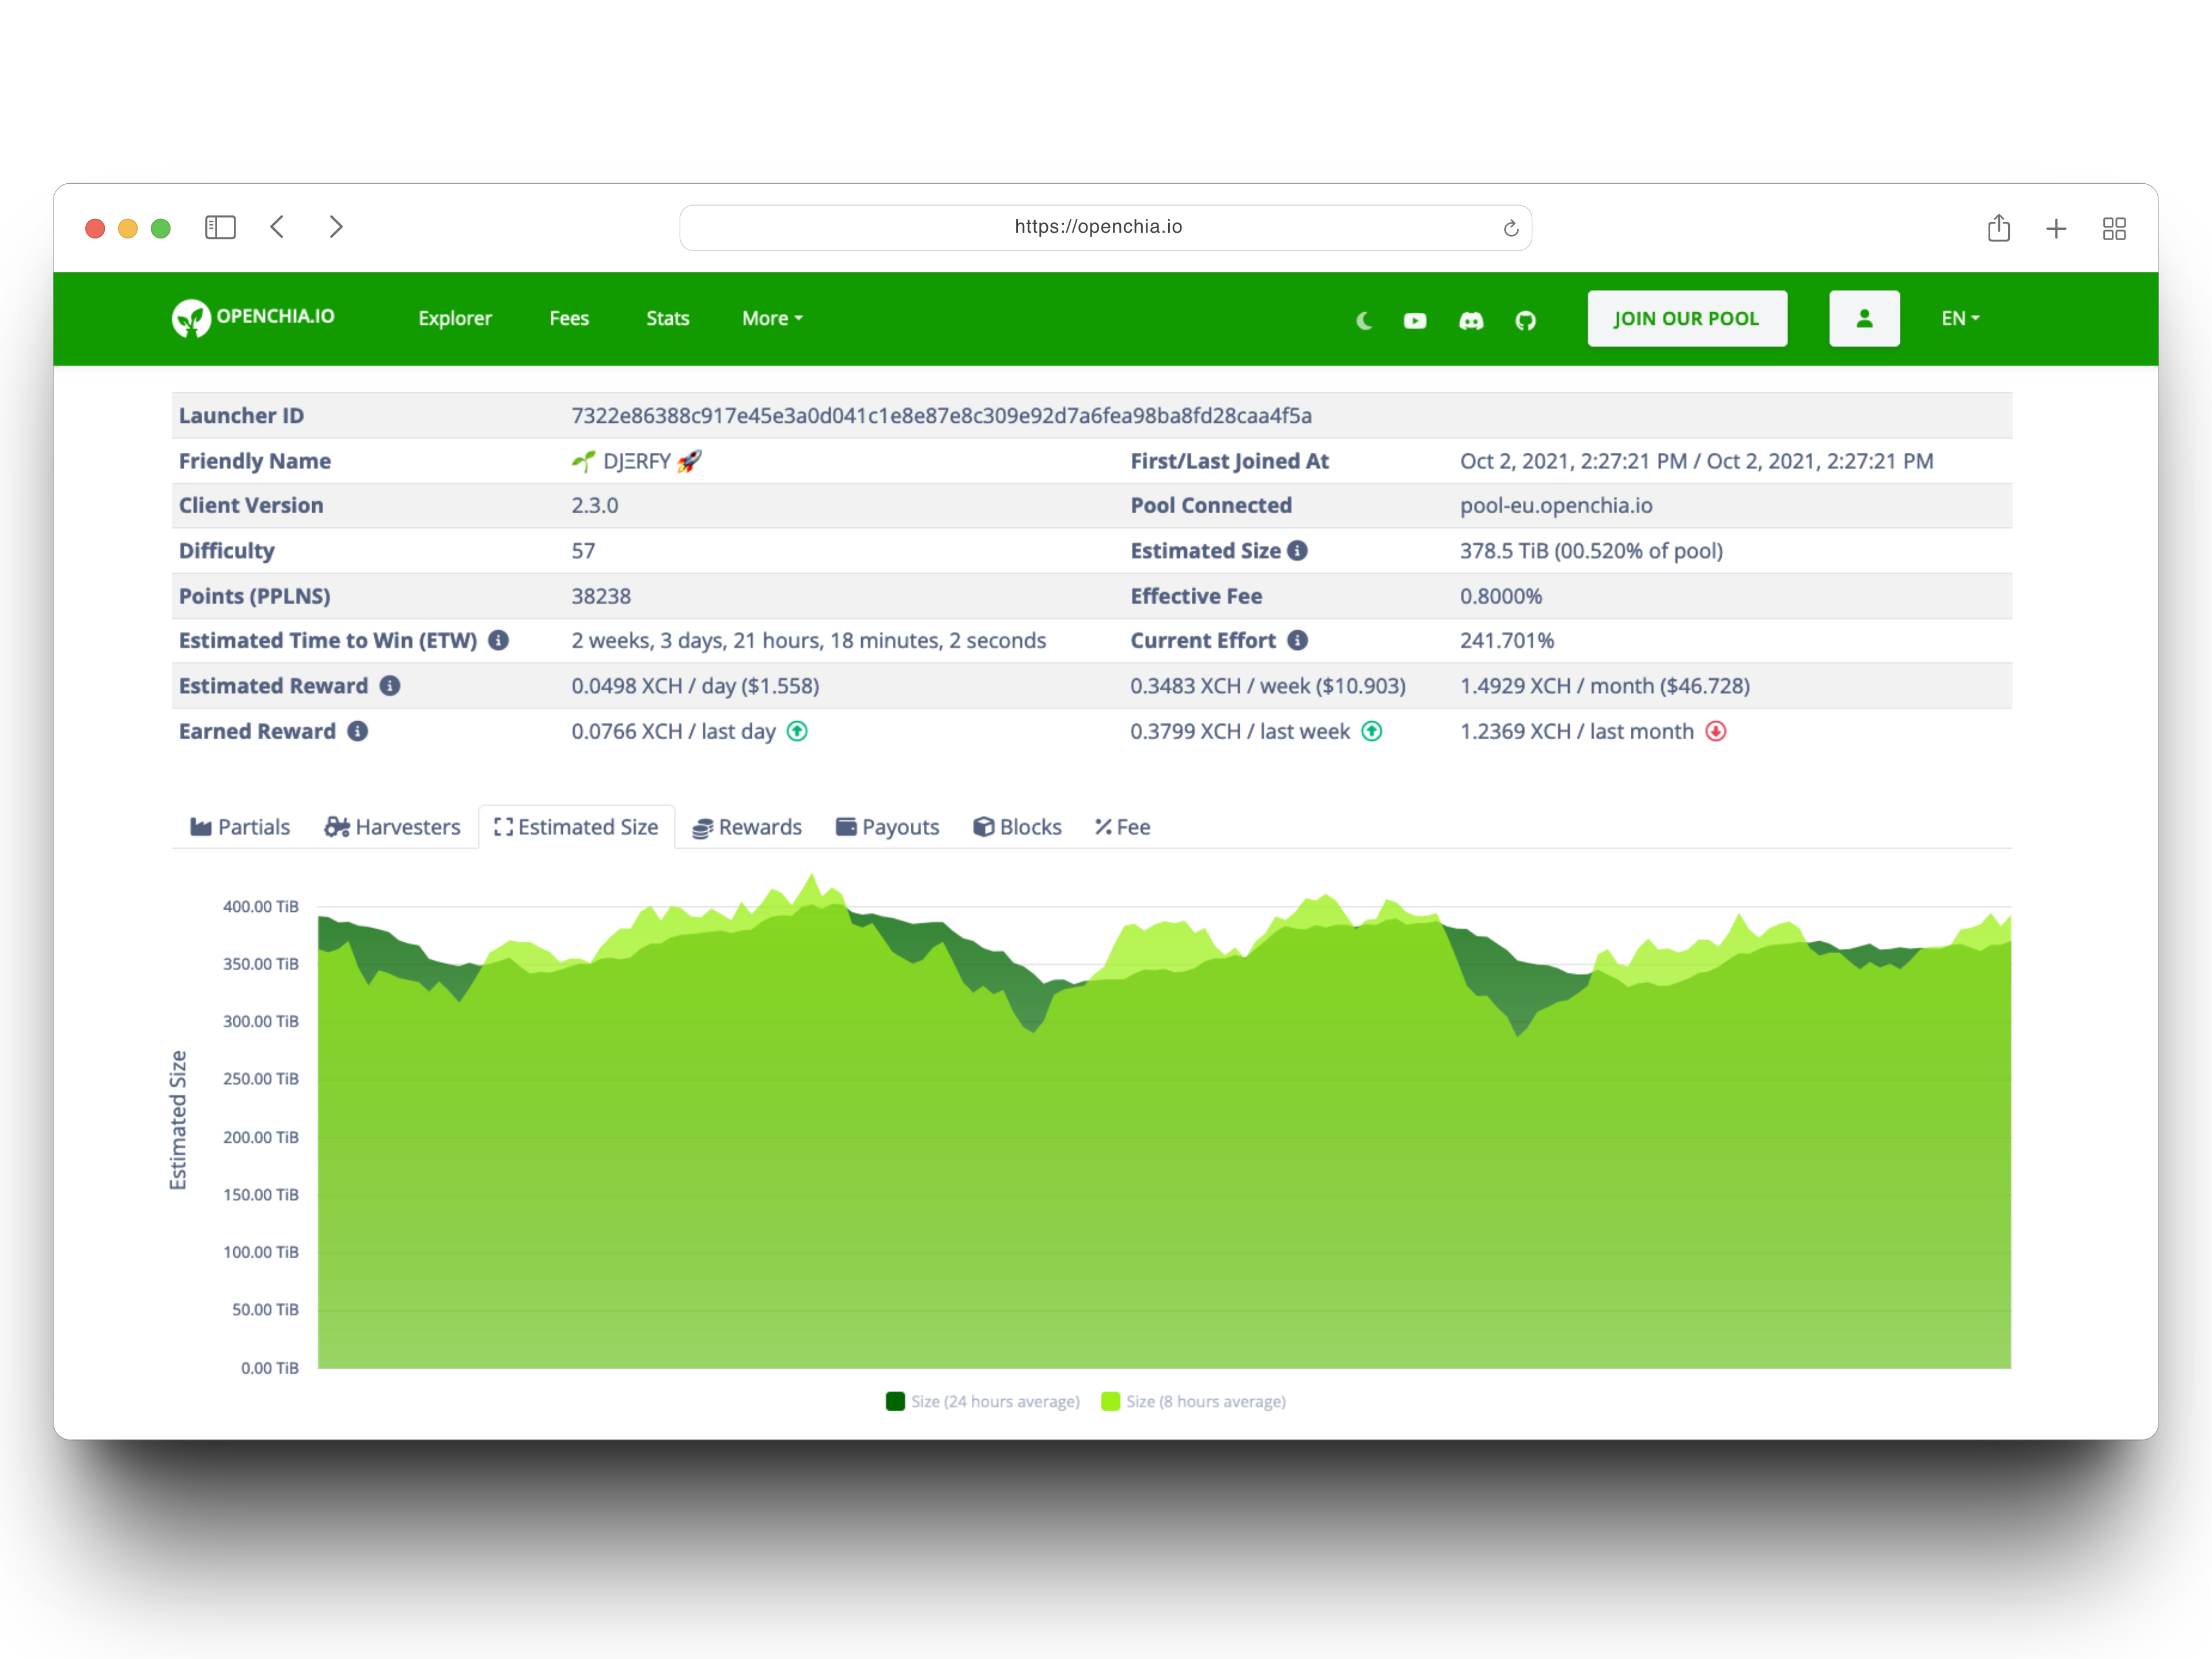 https://openchia.io
OPENCHIA.IO Explorer Fees Stats More JOIN OUR POOL EN
Launcher ID 7322e86388c917e45e3a0d041c1e8e87e8c309e92d7a6fea98ba8fd28caa4f5a
Friendly Name 🌱 DJΞRFY 🚀 First/Last Joined At Oct 2, 2021, 2:27:21 PM / Oct 2, 2021, 2:27:21 PM
Client Version 2.3.0 Pool Connected pool-eu.openchia.io
Difficulty 57 Estimated Size 378.5 TiB (00.520% of pool)
Points (PPLNS) 38238 Effective Fee 0.8000%
Estimated Time to Win (ETW) 2 weeks, 3 days, 21 hours, 18 minutes, 2 seconds Current Effort 241.701%
Estimated Reward 0.0498 XCH / day ($1.558) 0.3483 XCH / week ($10.903) 1.4929 XCH / month ($46.728)
Earned Reward 0.0766 XCH / last day 0.3799 XCH / last week 1.2369 XCH / last month
Partials Harvesters Estimated Size Rewards Payouts Blocks Fee
Estimated Size
400.00 TiB
350.00 TiB
300.00 TiB
250.00 TiB
200.00 TiB
150.00 TiB
100.00 TiB
50.00 TiB
0.00 TiB
Size (24 hours average) Size (8 hours average)